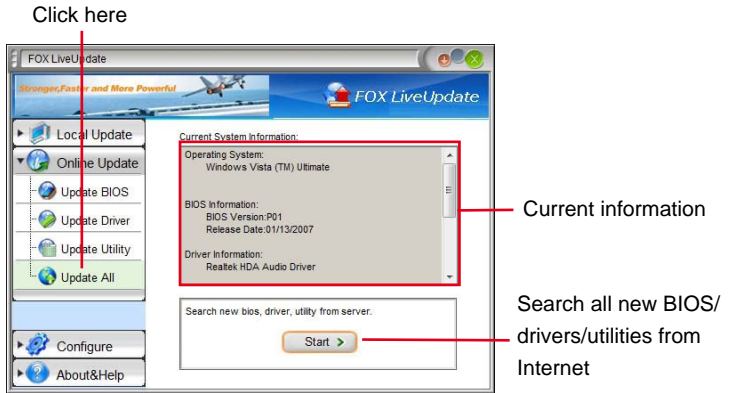 Click here
FOX LiveUpdate
Stronger,Faster and More Powerful
FOX LiveUpdate
Local Update
Online Update
Update BIOS
Update Driver
Update Utility
Update All
Configure
About&Help
Current System Information:
Operating System:
Windows Vista (TM) Ultimate
BIOS Information:
BIOS Version:P01
Release Date:01/13/2007
Driver Information:
Realtek HDA Audio Driver
Search new bios, driver, utility from server.
Start >
Current information
Search all new BIOS/
drivers/utilities from
Internet